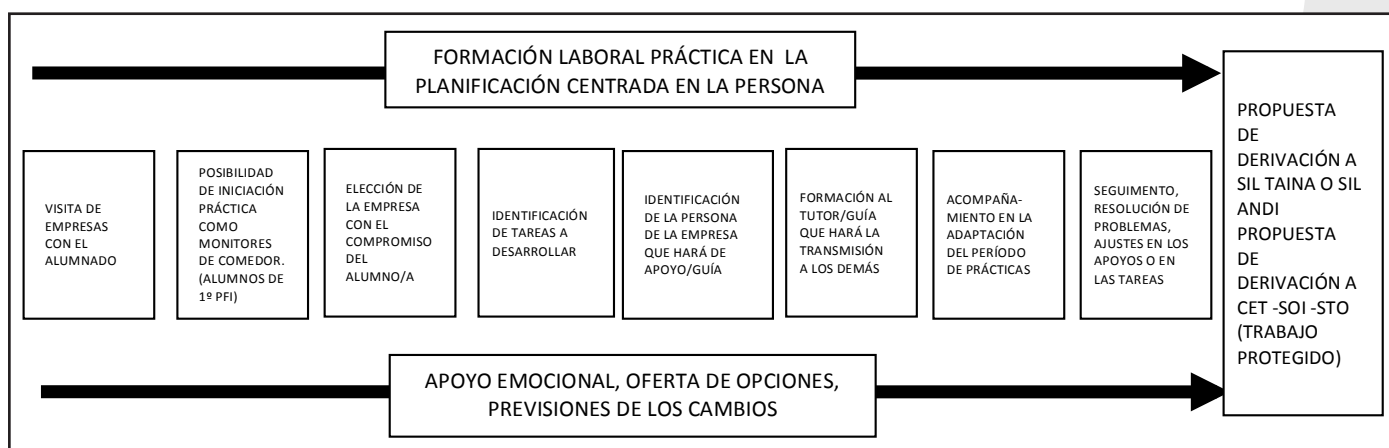 FORMACIÓN LABORAL PRÁCTICA EN LA
PLANIFICACIÓN CENTRADA EN LA PERSONA
VISITA DE
EMPRESAS
CON EL
ALUMNADO
POSIBILIDAD
DE INICIACIÓN
PRÁCTICA
COMO
MONITORES
DE COMEDOR.
(ALUMNOS DE
1º PFI)
ELECCIÓN DE
LA EMPRESA
CON EL
COMPROMISO
DEL
ALUMNO/A
IDENTIFICACIÓN
DE TAREAS A
DESARROLLAR
IDENTIFICACIÓN
DE LA PERSONA
DE LA EMPRESA
QUE HARÁ DE
APOYO/GUÍA
FORMACIÓN AL
TUTOR/GUÍA
QUE HARÁ LA
TRANSMISIÓN
A LOS DEMÁS
ACOMPAÑA-
MIENTO EN LA
ADAPTACIÓN
DEL PERÍODO
DE PRÁCTICAS
SEGUIMENTO,
RESOLUCIÓN DE
PROBLEMAS,
AJUSTES EN LOS
APOYOS O EN
LAS TAREAS
PROPUESTA
DE
DERIVACIÓN A
SIL TAINA O SIL
ANDI
PROPUESTA
DE
DERIVACIÓN A
CET -SOI -STO
(TRABAJO
PROTEGIDO)
APOYO EMOCIONAL, OFERTA DE OPCIONES,
PREVISIONES DE LOS CAMBIOS